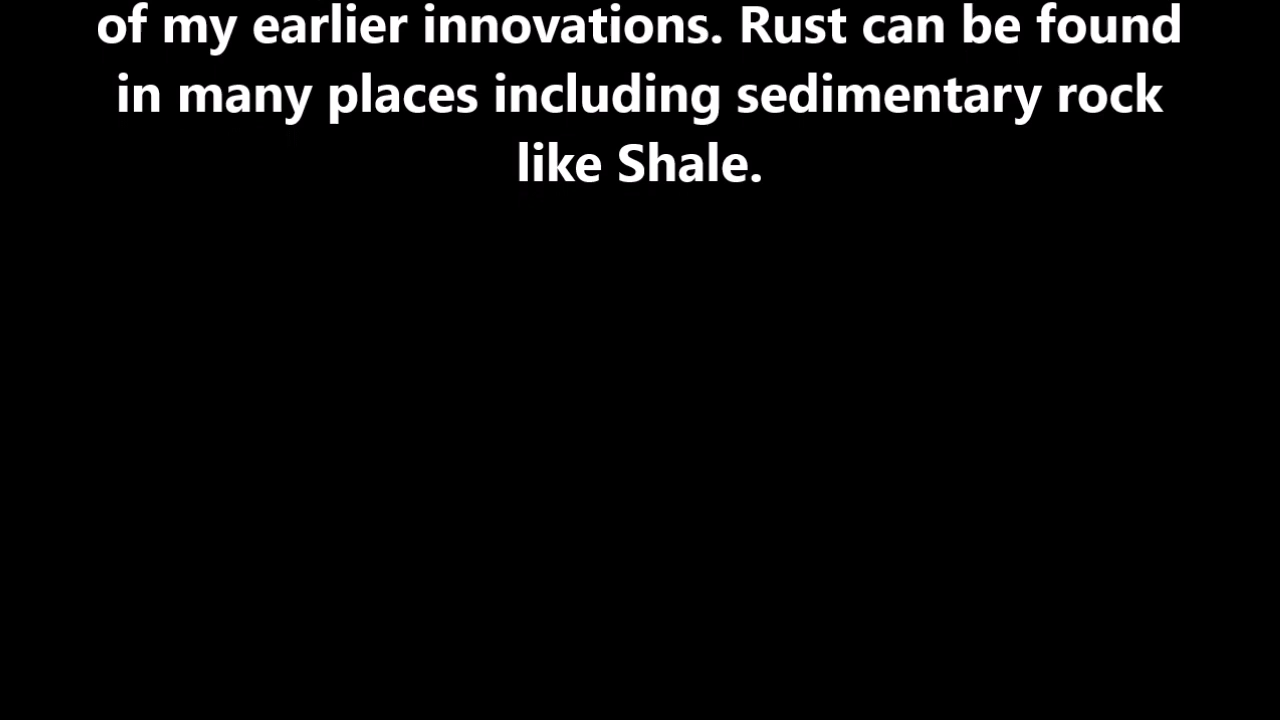 of my earlier innovations. Rust can be found
in many places including sedimentary rock
like Shale.